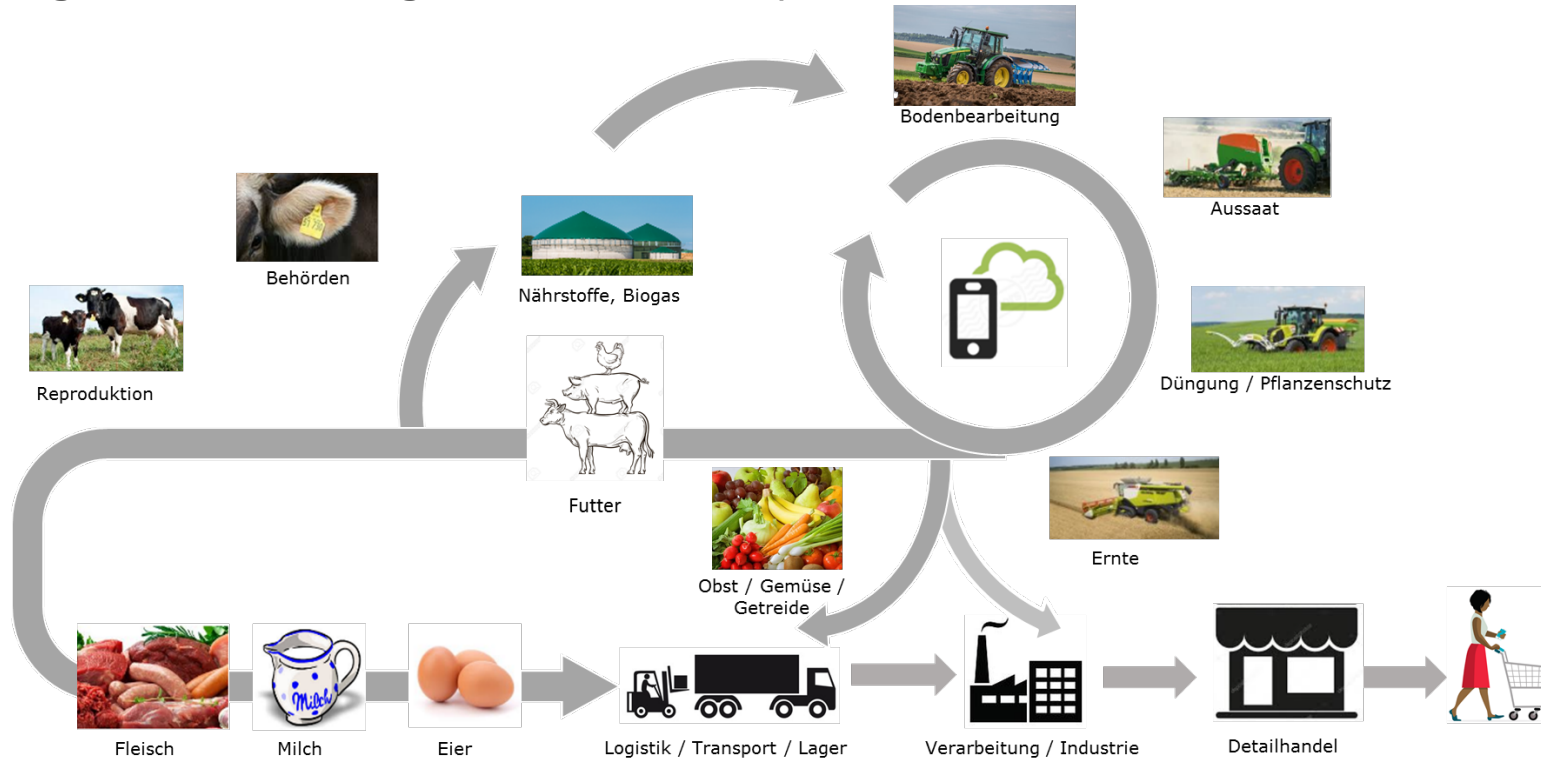 Bodenbearbeitung
Aussaat
Behörden
Nährstoffe, Biogas
Reproduktion
Düngung / Pflanzenschutz
Futter
Ernte
Obst / Gemüse /
Getreide
Milch
Fleisch
Milch
Eier
Logistik / Transport / Lager
Verarbeitung / Industrie
Detailhandel